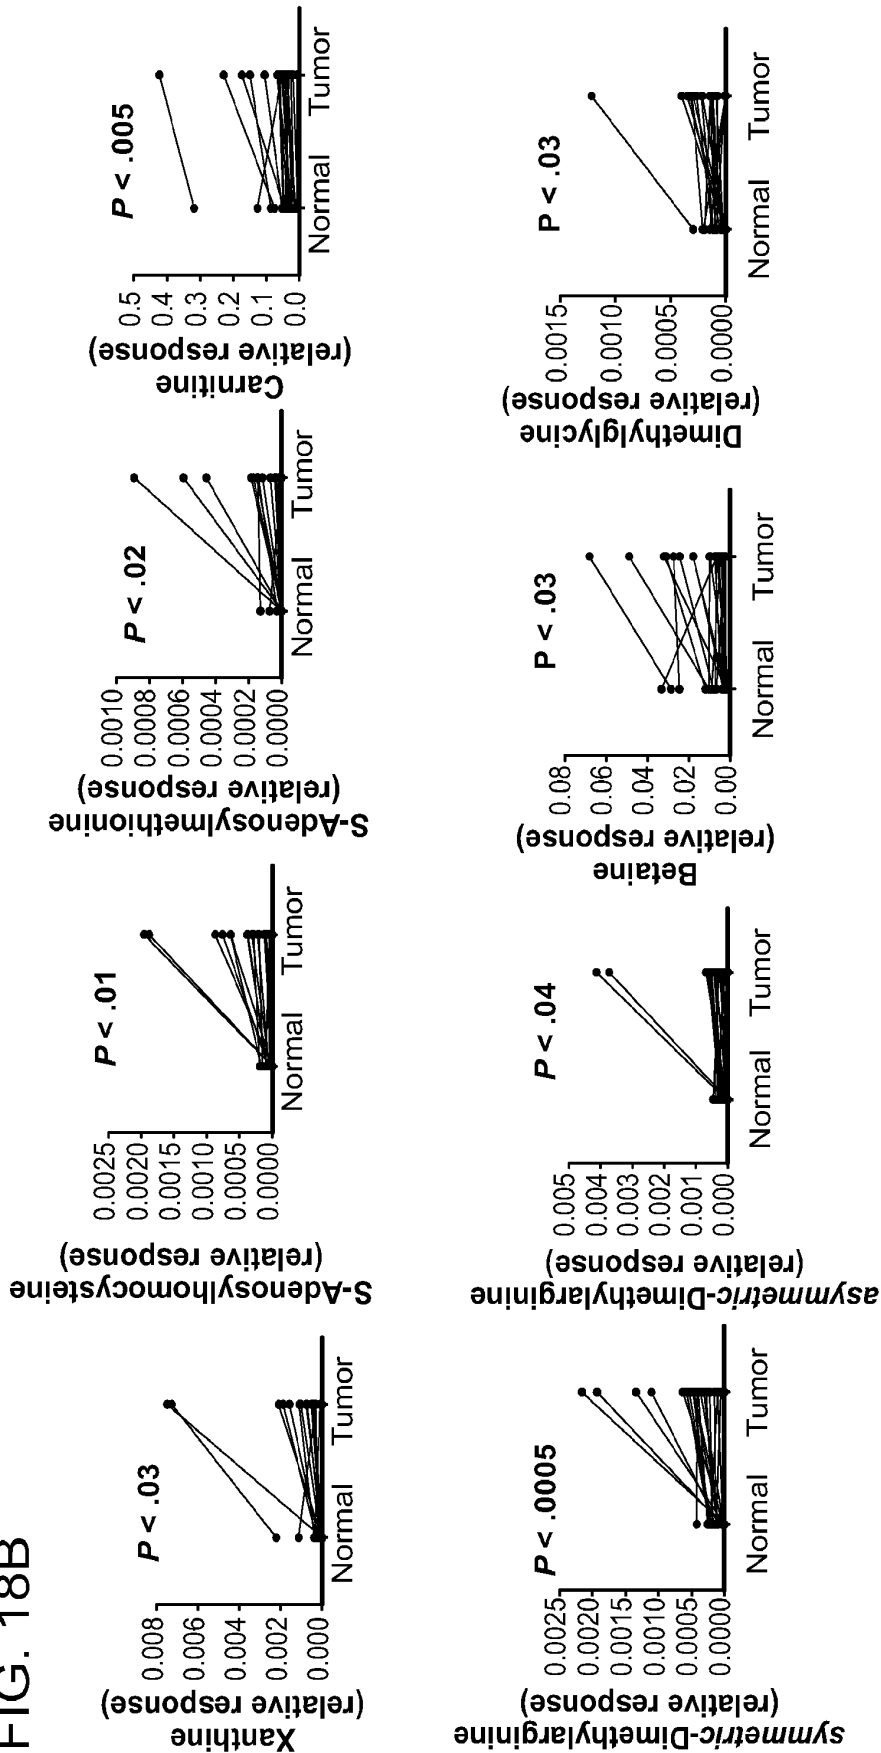 FIG. 18B
Xanthine
(relative response)
0.008
0.006
0.004
0.002
0.000
P < .03
Normal Tumor
S-Adenosylhomocysteine
(relative response)
0.0025
0.0020
0.0015
0.0010
0.0005
0.0000
P < .01
Normal Tumor
S-Adenosylmethionine
(relative response)
0.0010
0.0008
0.0006
0.0004
0.0002
0.0000
P < .02
Normal Tumor
Carnitine
(relative response)
0.5
0.4
0.3
0.2
0.1
0.0
P < .005
Normal Tumor
symmetric-Dimethylarginine
(relative response)
0.0025
0.0020
0.0015
0.0010
0.0005
0.0000
P < .0005
Normal Tumor
asymmetric-Dimethylarginine
(relative response)
0.005
0.004
0.003
0.002
0.001
0.000
P < .04
Normal Tumor
Betaine
(relative response)
0.08
0.06
0.04
0.02
0.00
P < .03
Normal Tumor
Dimethylglycine
(relative response)
0.0015
0.0010
0.0005
0.0000
P < .03
Normal Tumor